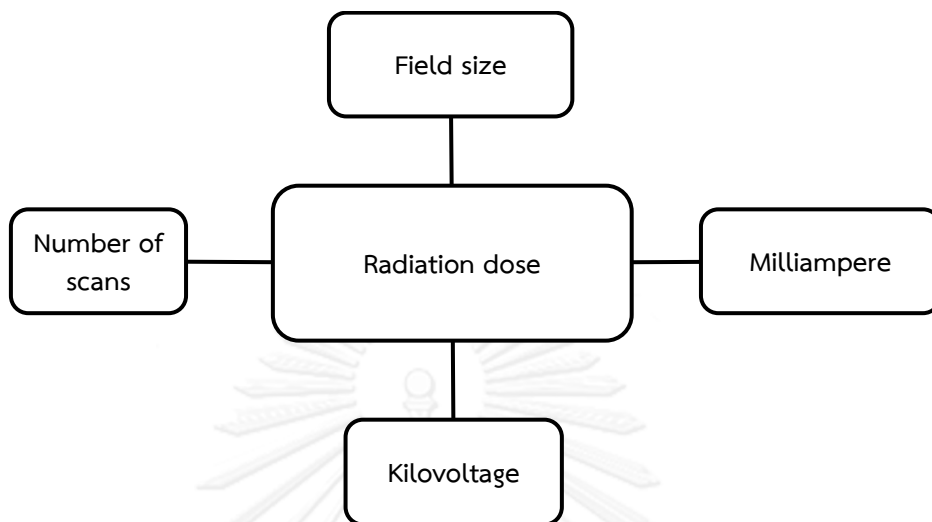 Field size
Number of
scans
Radiation dose
Milliampere
Kilovoltage